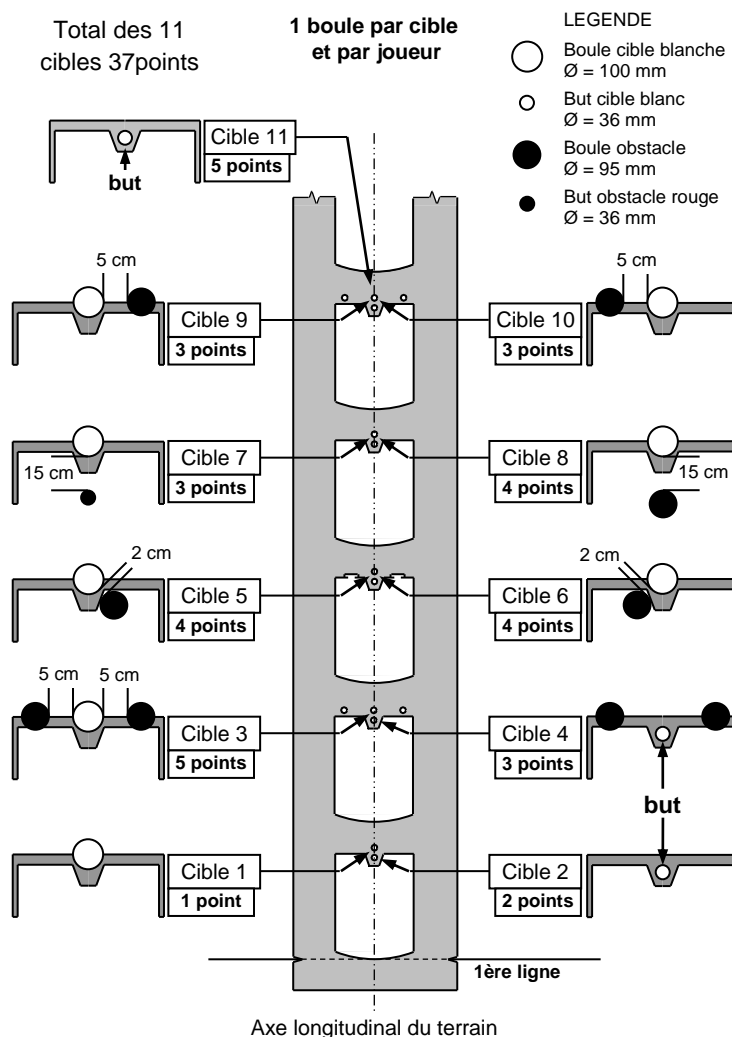 Total des 11
cibles 37points
1 boule par cible
et par joueur
LEGENDE
Boule cible blanche
Ø = 100 mm
But cible blanc
Ø = 36 mm
Boule obstacle
Ø = 95 mm
But obstacle rouge
Ø = 36 mm
Cible 11
5 points
but
5 cm
Cible 9
3 points
Cible 10
3 points
5 cm
15 cm
Cible 7
3 points
Cible 8
4 points
15 cm
2 cm
Cible 5
4 points
Cible 6
4 points
2 cm
5 cm
5 cm
Cible 3
5 points
Cible 4
3 points
but
Cible 1
1 point
Cible 2
2 points
1ère ligne
Axe longitudinal du terrain